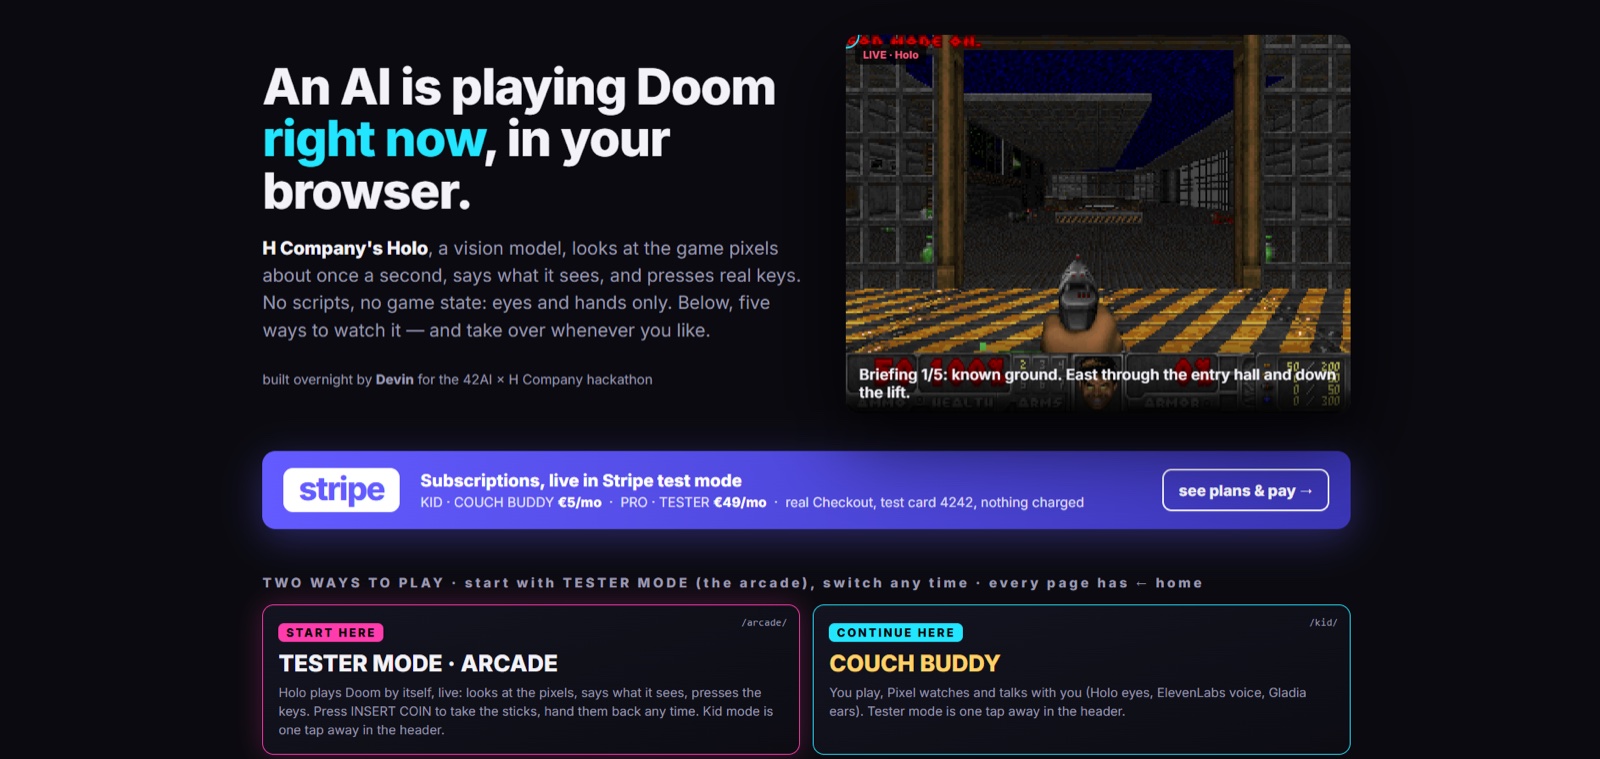 An AI is playing Doom
right now, in your
browser.
H Company's Holo, a vision model, looks at the game pixels
about once a second, says what it sees, and presses real keys.
No scripts, no game state: eyes and hands only. Below, five
ways to watch it — and take over whenever you like.
built overnight by Devin for the 42AI × H Company hackathon
MODE ON.
LIVE · Holo
Briefing 1/5: known ground. East through the entry hall and down
the lift.
50 100% 0%
AMMO HEALTH ARMS ARMOR
stripe
Subscriptions, live in Stripe test mode
KID · COUCH BUDDY €5/mo · PRO · TESTER €49/mo · real Checkout, test card 4242, nothing charged
see plans & pay →
TWO WAYS TO PLAY · start with TESTER MODE (the arcade), switch any time · every page has ← home
START HERE
/arcade/
TESTER MODE · ARCADE
Holo plays Doom by itself, live: looks at the pixels, says what it sees, presses the
keys. Press INSERT COIN to take the sticks, hand them back any time. Kid mode is
one tap away in the header.
CONTINUE HERE
/kid/
COUCH BUDDY
You play, Pixel watches and talks with you (Holo eyes, ElevenLabs voice, Gladia
ears). Tester mode is one tap away in the header.